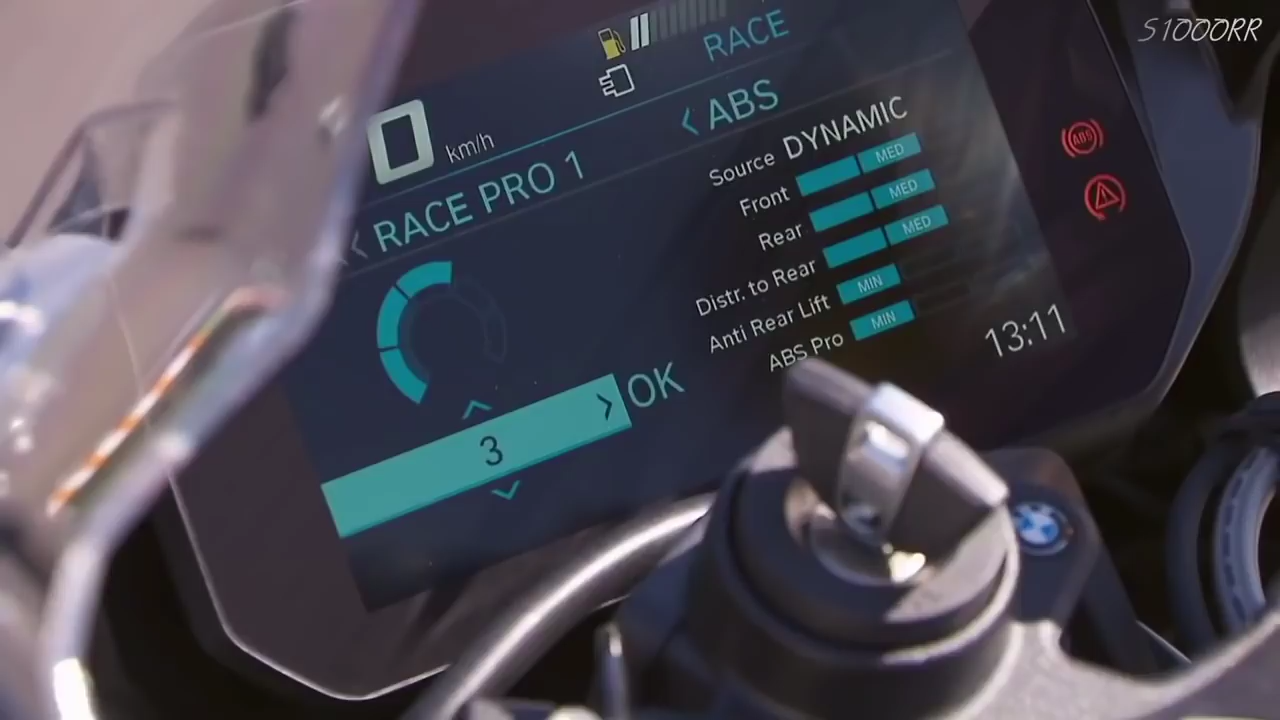 S1000RR
RACE
0 km/h
< ABS
< RACE PRO 1
Source DYNAMIC
Front MED
Rear MED
Distr. to Rear MED
Anti Rear Lift MIN
ABS Pro MIN
3 >
OK
13:11
ABS